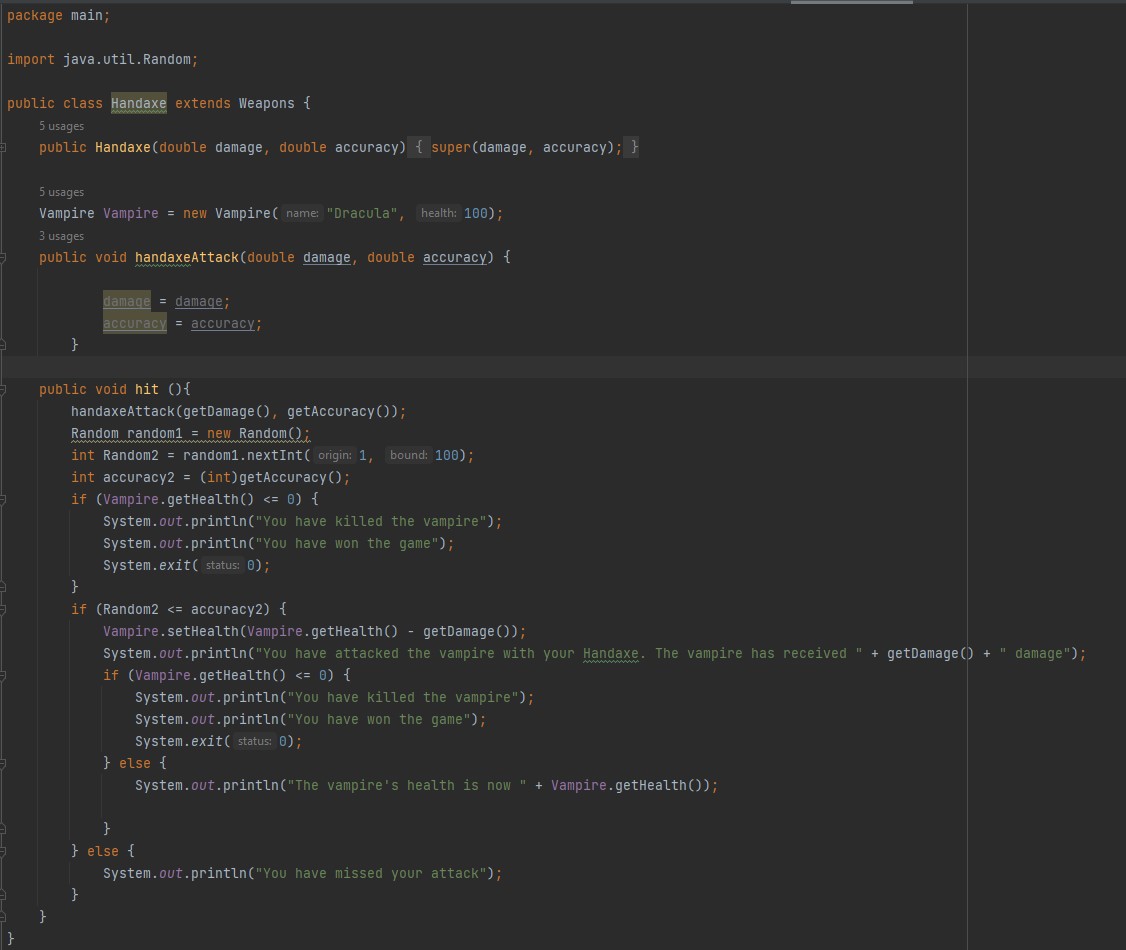 package main;
import java.util.Random;
public class Handaxe extends Weapons {
5 usages
public Handaxe(double damage, double accuracy) { super(damage, accuracy); }
5 usages
Vampire Vampire = new Vampire( name: "Dracula", health: 100);
3 usages
public void handaxeAttack(double damage, double accuracy) {
damage = damage;
accuracy = accuracy;
}
public void hit (){
handaxeAttack(getDamage(), getAccuracy());
Random random1 = new Random();
int Random2 = random1.nextInt( origin: 1, bound: 100);
int accuracy2 = (int)getAccuracy();
if (Vampire.getHealth() <= 0) {
System.out.println("You have killed the vampire");
System.out.println("You have won the game");
System.exit( status: 0);
}
if (Random2 <= accuracy2) {
Vampire.setHealth(Vampire.getHealth() - getDamage());
System.out.println("You have attacked the vampire with your Handaxe. The vampire has received " + getDamage() + " damage");
if (Vampire.getHealth() <= 0) {
System.out.println("You have killed the vampire");
System.out.println("You have won the game");
System.exit( status: 0);
} else {
System.out.println("The vampire's health is now " + Vampire.getHealth());
}
} else {
System.out.println("You have missed your attack");
}
}
}